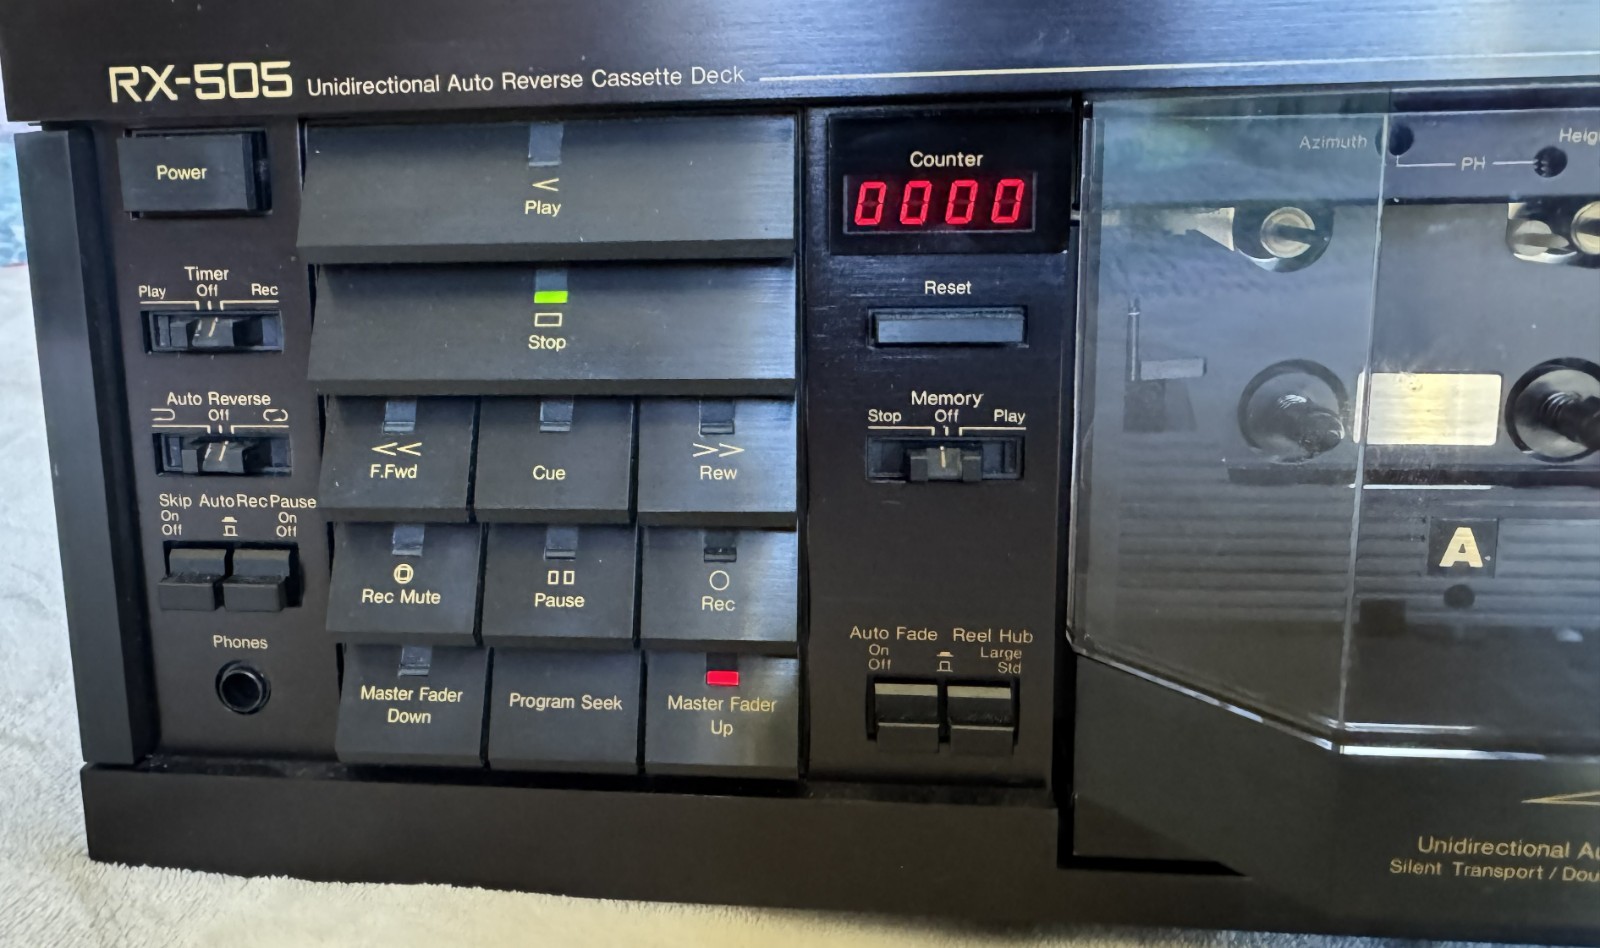 RX-505 Unidirectional Auto Reverse Cassette Deck
Power
Timer
Play Off Rec
Auto Reverse
Off
Skip Auto Rec Pause
On On
Off Off
Phones
<
Play
Stop
<<
F.Fwd
Cue
>>
Rew
Rec Mute
Pause
Rec
Master Fader
Down
Program Seek
Master Fader
Up
Counter
0000
Reset
Memory
Stop Off Play
Auto Fade Reel Hub
On Large
Off Std
Azimuth
PH
A
Unidirectional
Silent Transport /